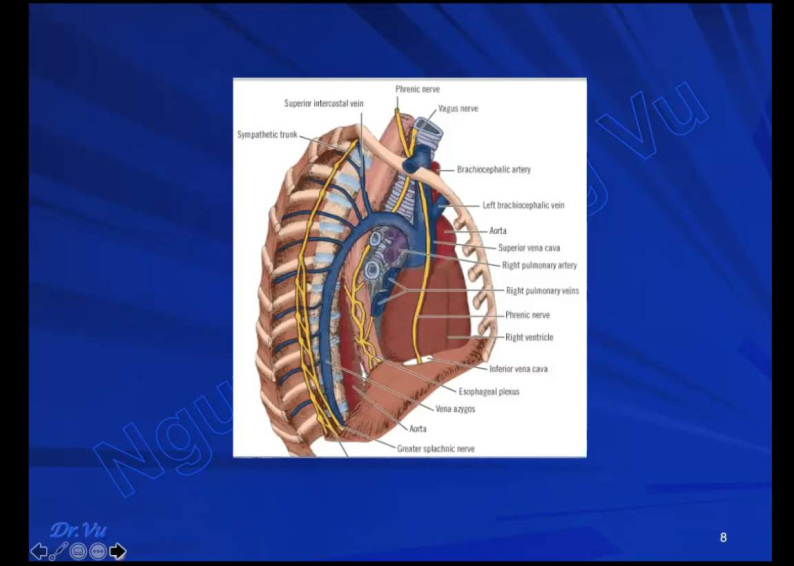 Phrenic nerve
Superior intercostal vein
Vagus nerve
Sympathetic trunk
Brachiocephalic artery
Left brachiocephalic vein
Aorta
Superior vena cava
Right pulmonary artery
Right pulmonary veins
Phrenic nerve
Right ventricle
Inferior vena cava
Esophageal plexus
Vena azygos
Aorta
Greater splachnic nerve
Vu
Dr.Vu
8